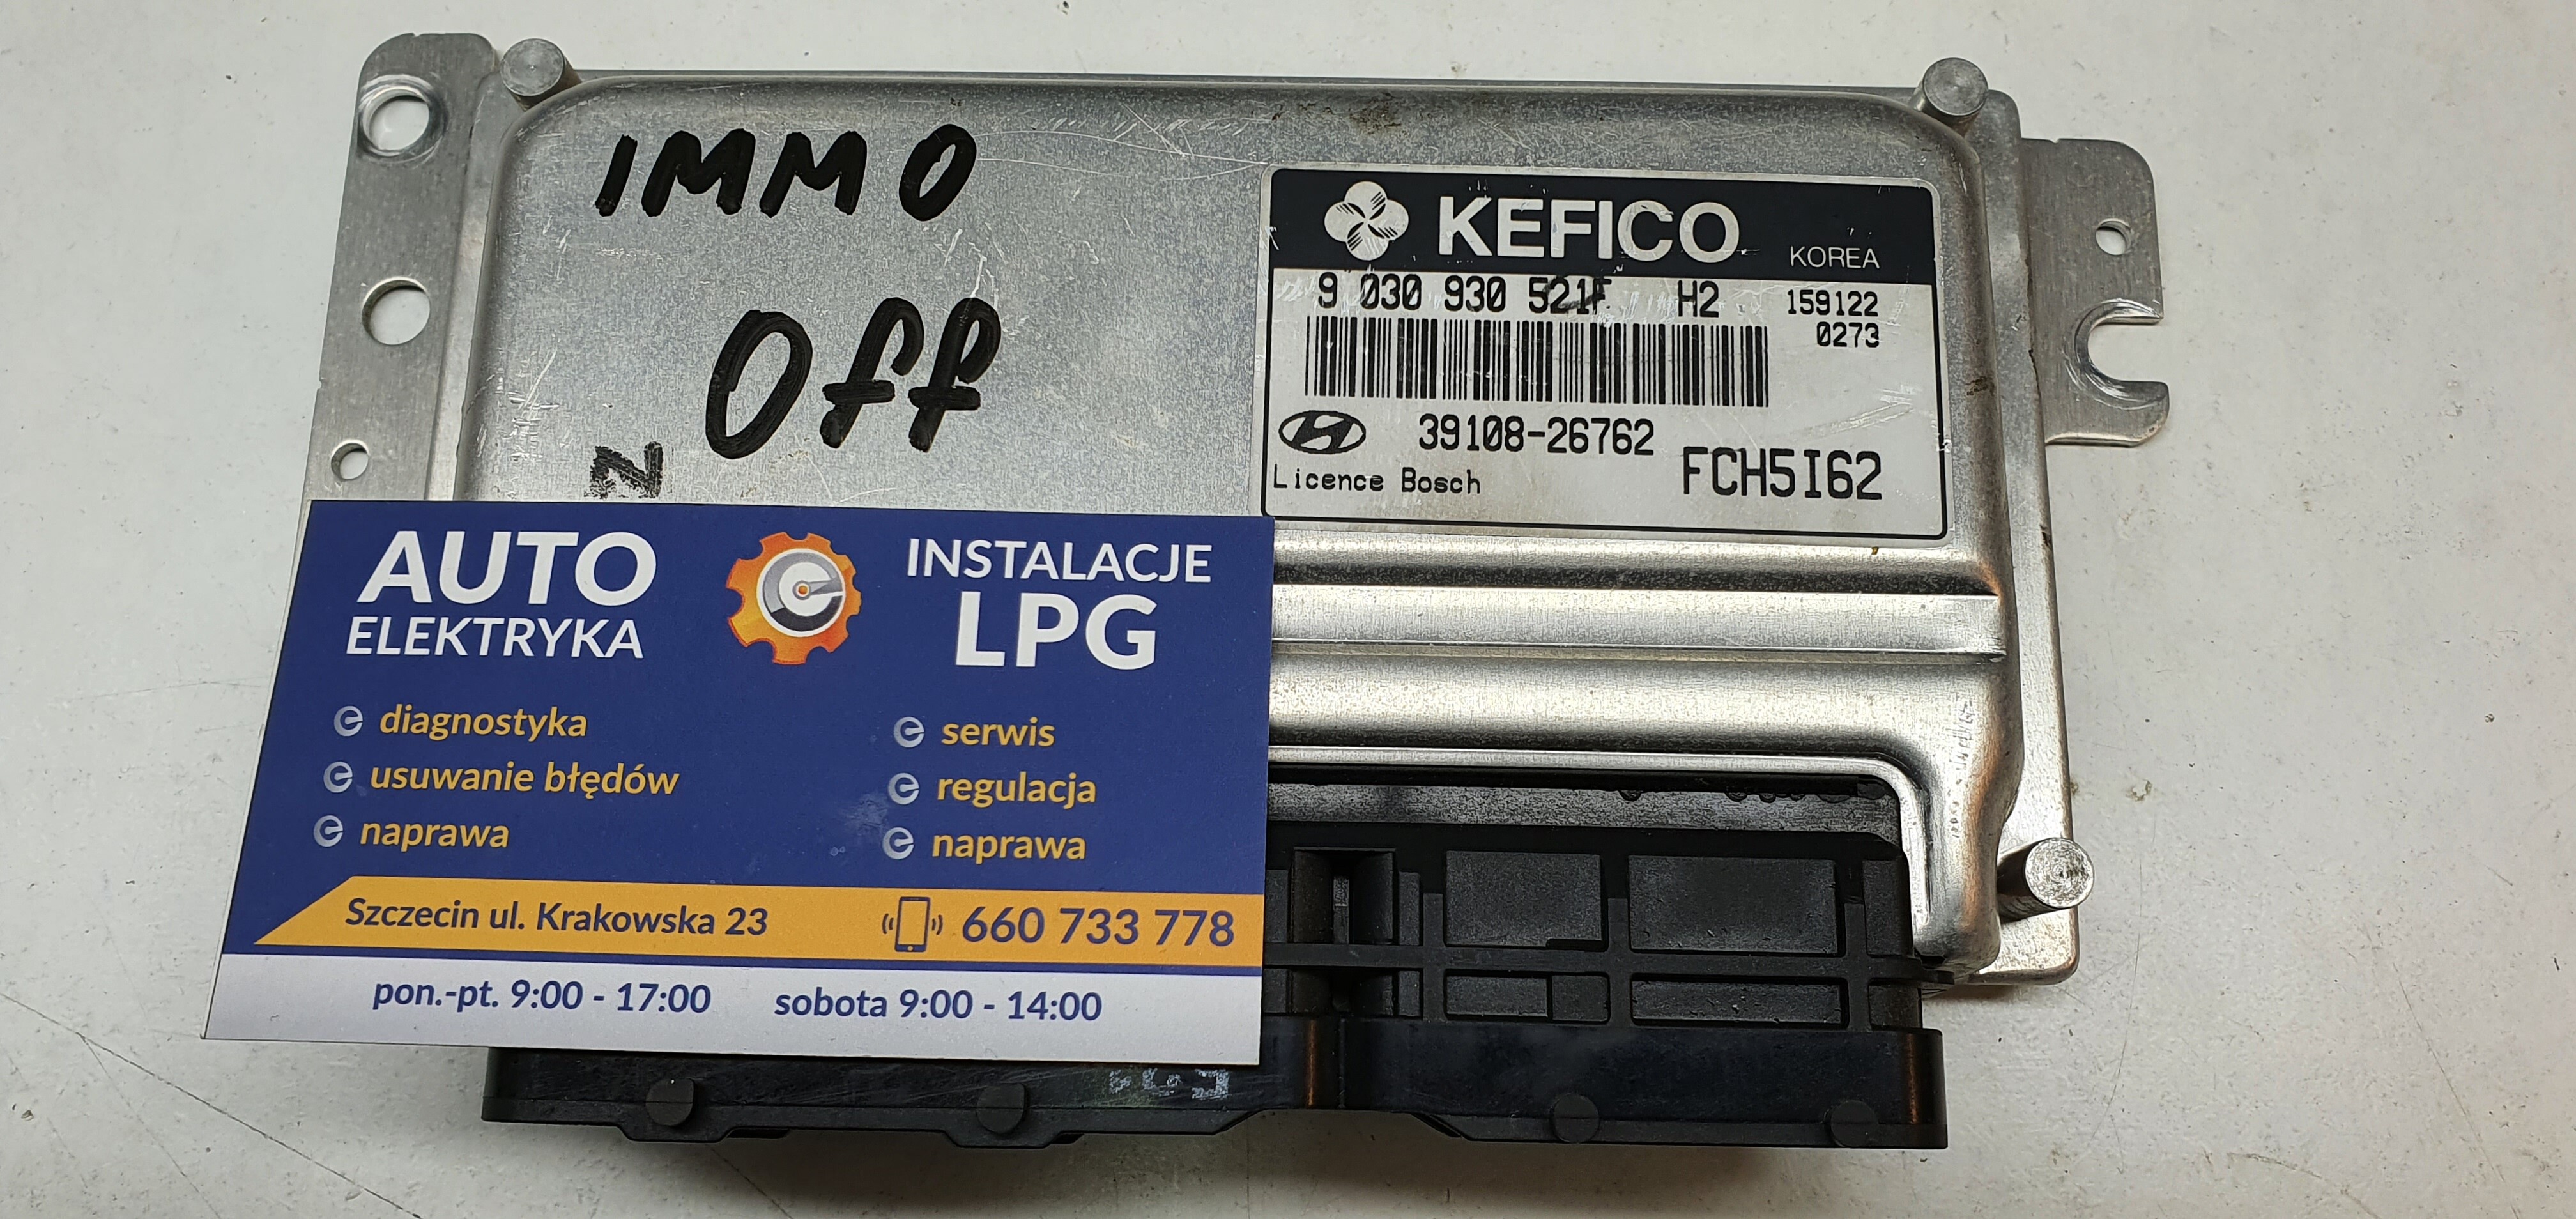 IMMO
Off
N
KEFICO
KOREA
9 030 930 521F H2 159122
0273
39108-26762
Licence Bosch FCH5I62
AUTO
ELEKTRYKA
diagnostyka
usuwanie błędów
naprawa
INSTALACJE
LPG
serwis
regulacja
naprawa
Szczecin ul. Krakowska 23 660 733 778
pon.-pt. 9:00 - 17:00 sobota 9:00 - 14:00